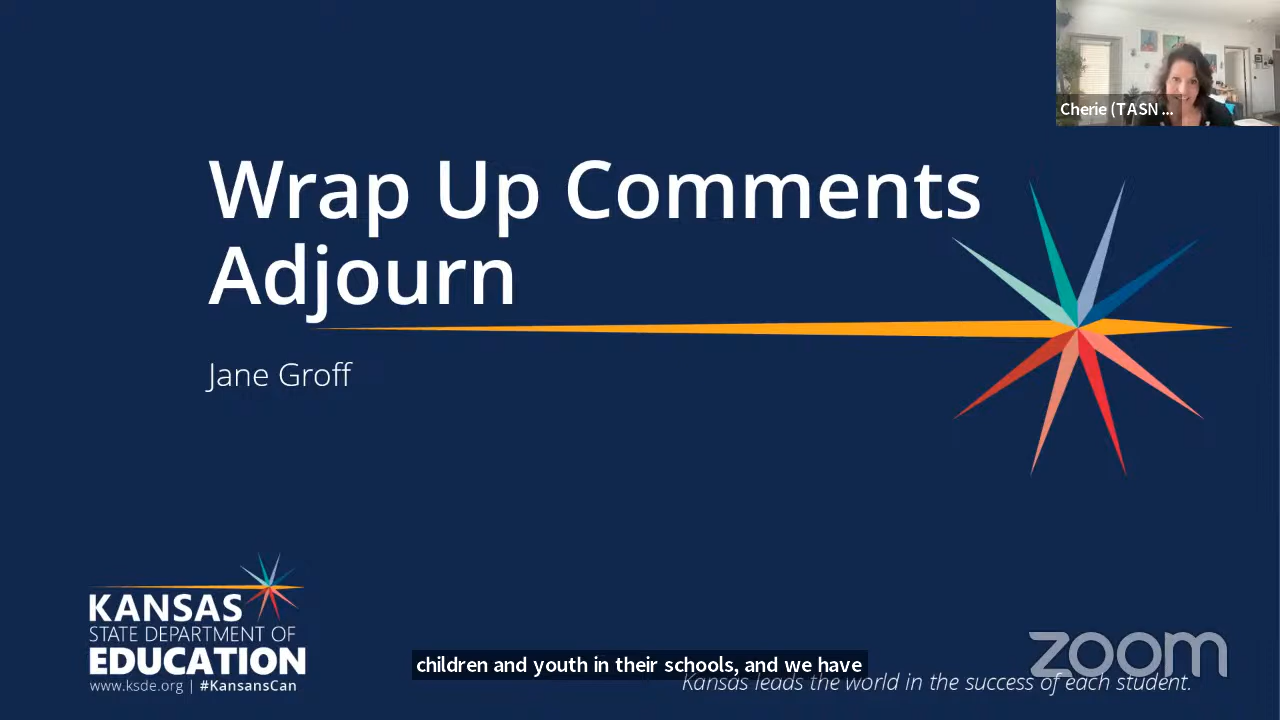 Cherie (TASN ...
Wrap Up Comments
Adjourn
Jane Groff
KANSAS
STATE DEPARTMENT OF
EDUCATION
www.ksde.org | #KansansCan
children and youth in their schools, and we have
Kansas leads the world in the success of each student.
zoom